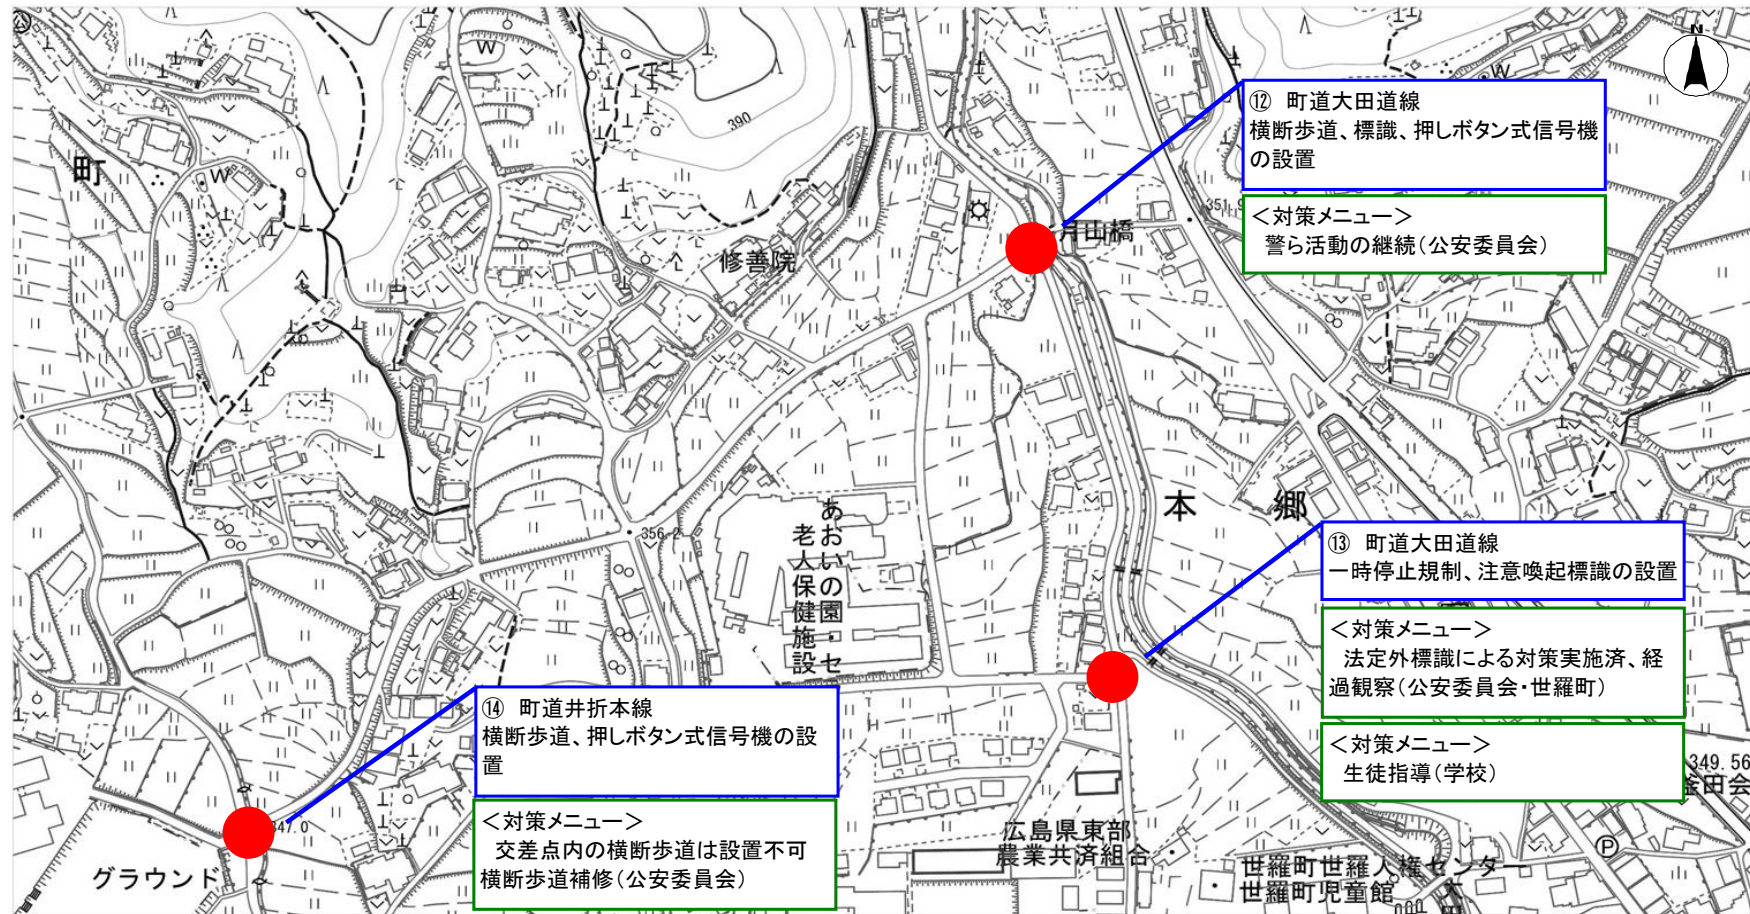 公
W
390
N
W
⑫ 町道大田道線
横断歩道、標識、押しボタン式信号機
の設置
町
W
351.9
<対策メニュー>
警ら活動の継続(公安委員会)
月山橋
修善院
本郷
あおいの園・セ
老人保健施設
356.2
⑬ 町道大田道線
一時停止規制、注意喚起標識の設置
<対策メニュー>
法定外標識による対策実施済、経
過観察(公安委員会・世羅町)
<対策メニュー>
生徒指導(学校)
⑭ 町道井折本線
横断歩道、押しボタン式信号機の設
置
<対策メニュー>
交差点内の横断歩道は設置不可
横断歩道補修(公安委員会)
349.56
釜田会
347.0
グラウンド
広島県東部
農業共済組合
P
世羅町世羅人権センター
世羅町児童館